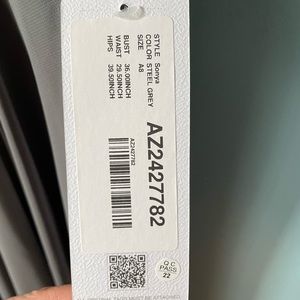 STYLE Sonya
COLOR STEEL GREY
SIZE A8
BUST 36.00INCH
WAIST 29.50INCH
HIPS 39.50INCH
AZ2427782
AZ2427782
QC
PASS
22